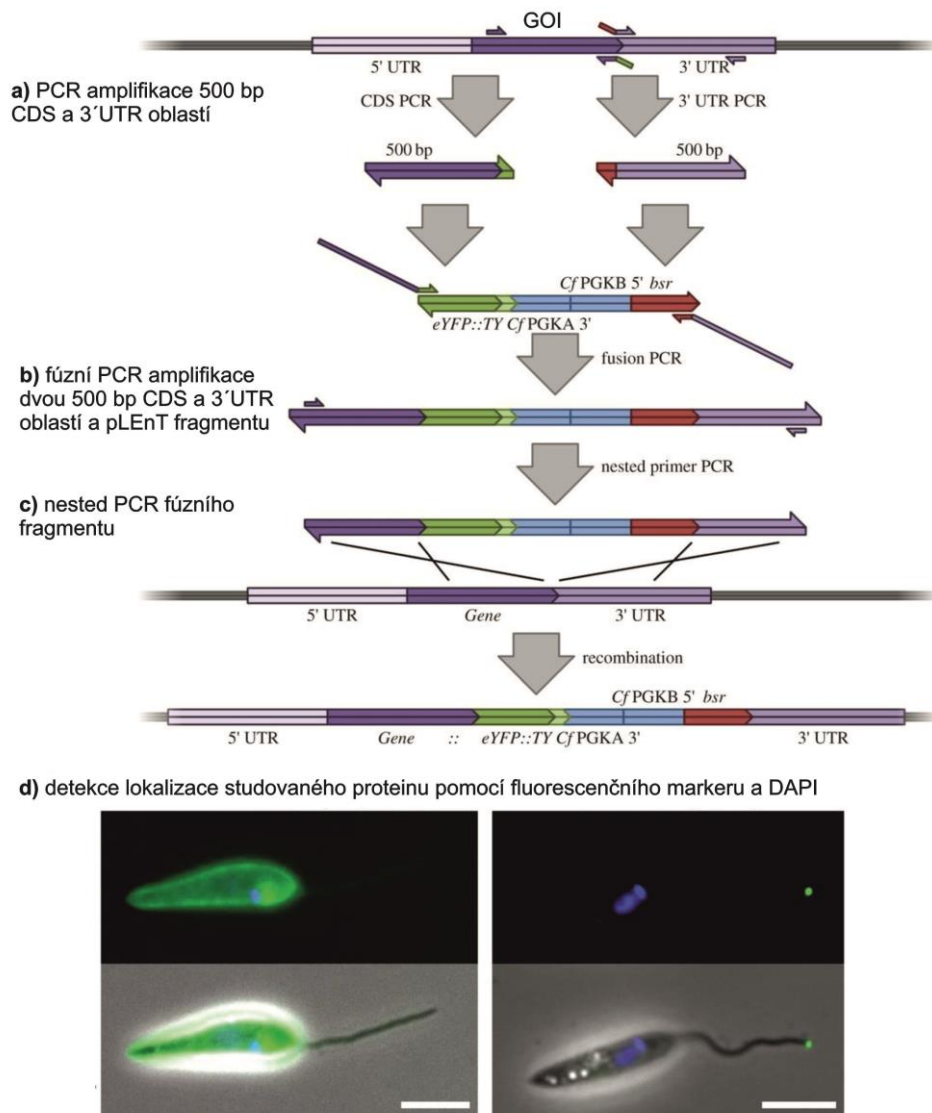 GOI
5' UTR
3' UTR
a) PCR amplifikace 500 bp
CDS a 3´UTR oblastí
CDS PCR
3' UTR PCR
500 bp
500 bp
Cf PGKB 5' bsr
eYFP::TY Cf PGKA 3'
fusion PCR
b) fúzní PCR amplifikace
dvou 500 bp CDS a 3´UTR
oblastí a pLEnT fragmentu
nested primer PCR
c) nested PCR fúzního
fragmentu
5' UTR
Gene
3' UTR
recombination
Cf PGKB 5' bsr
5' UTR
Gene :: eYFP::TY Cf PGKA 3'
3' UTR
d) detekce lokalizace studovaného proteinu pomocí fluorescenčního markeru a DAPI